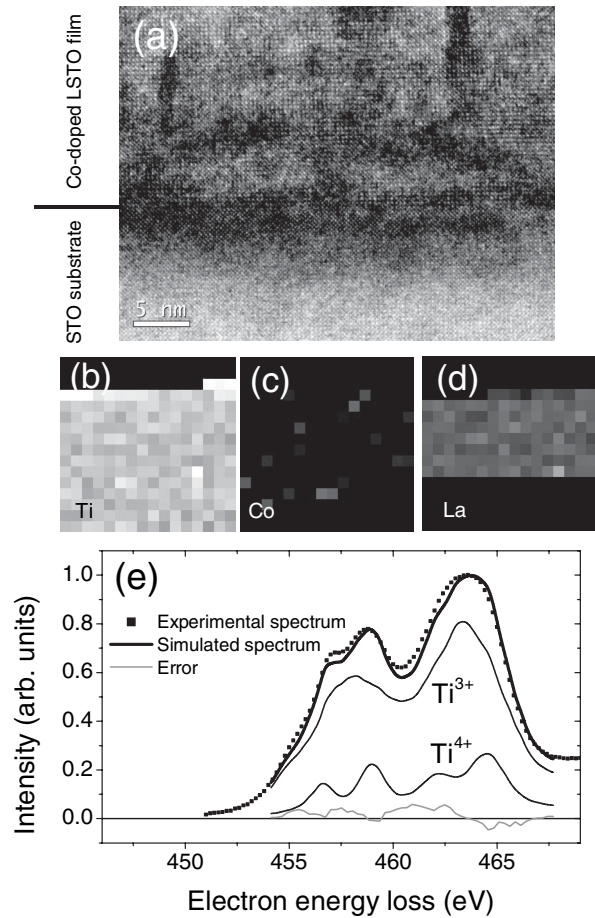 (a)
Co-doped LSTO film
STO substrate
5 nm
(b)
Ti
(c)
Co
(d)
La
(e)
Experimental spectrum
Simulated spectrum
Error
Ti³⁺
Ti⁴⁺
1.0
0.8
0.6
0.4
0.2
0.0
Intensity (arb. units)
450 455 460 465
Electron energy loss (eV)